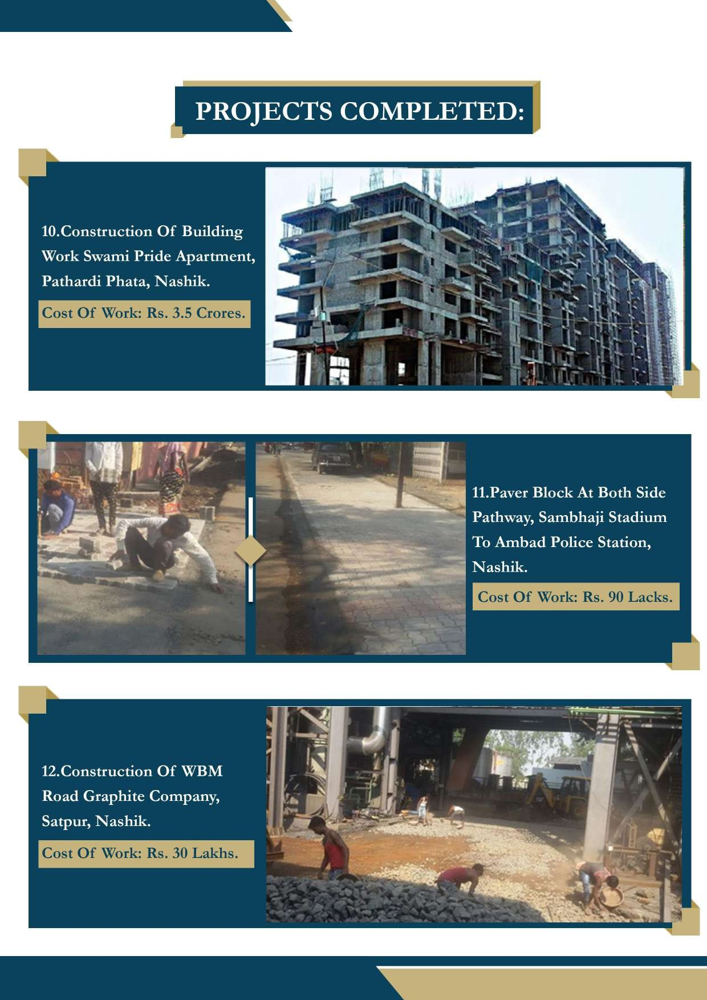 PROJECTS COMPLETED:
10.Construction Of Building
Work Swami Pride Apartment,
Pathardi Phata, Nashik.
Cost Of Work: Rs. 3.5 Crores.
11.Paver Block At Both Side
Pathway, Sambhaji Stadium
To Ambad Police Station,
Nashik.
Cost Of Work: Rs. 90 Lacks.
12.Construction Of WBM
Road Graphite Company,
Satpur, Nashik.
Cost Of Work: Rs. 30 Lakhs.